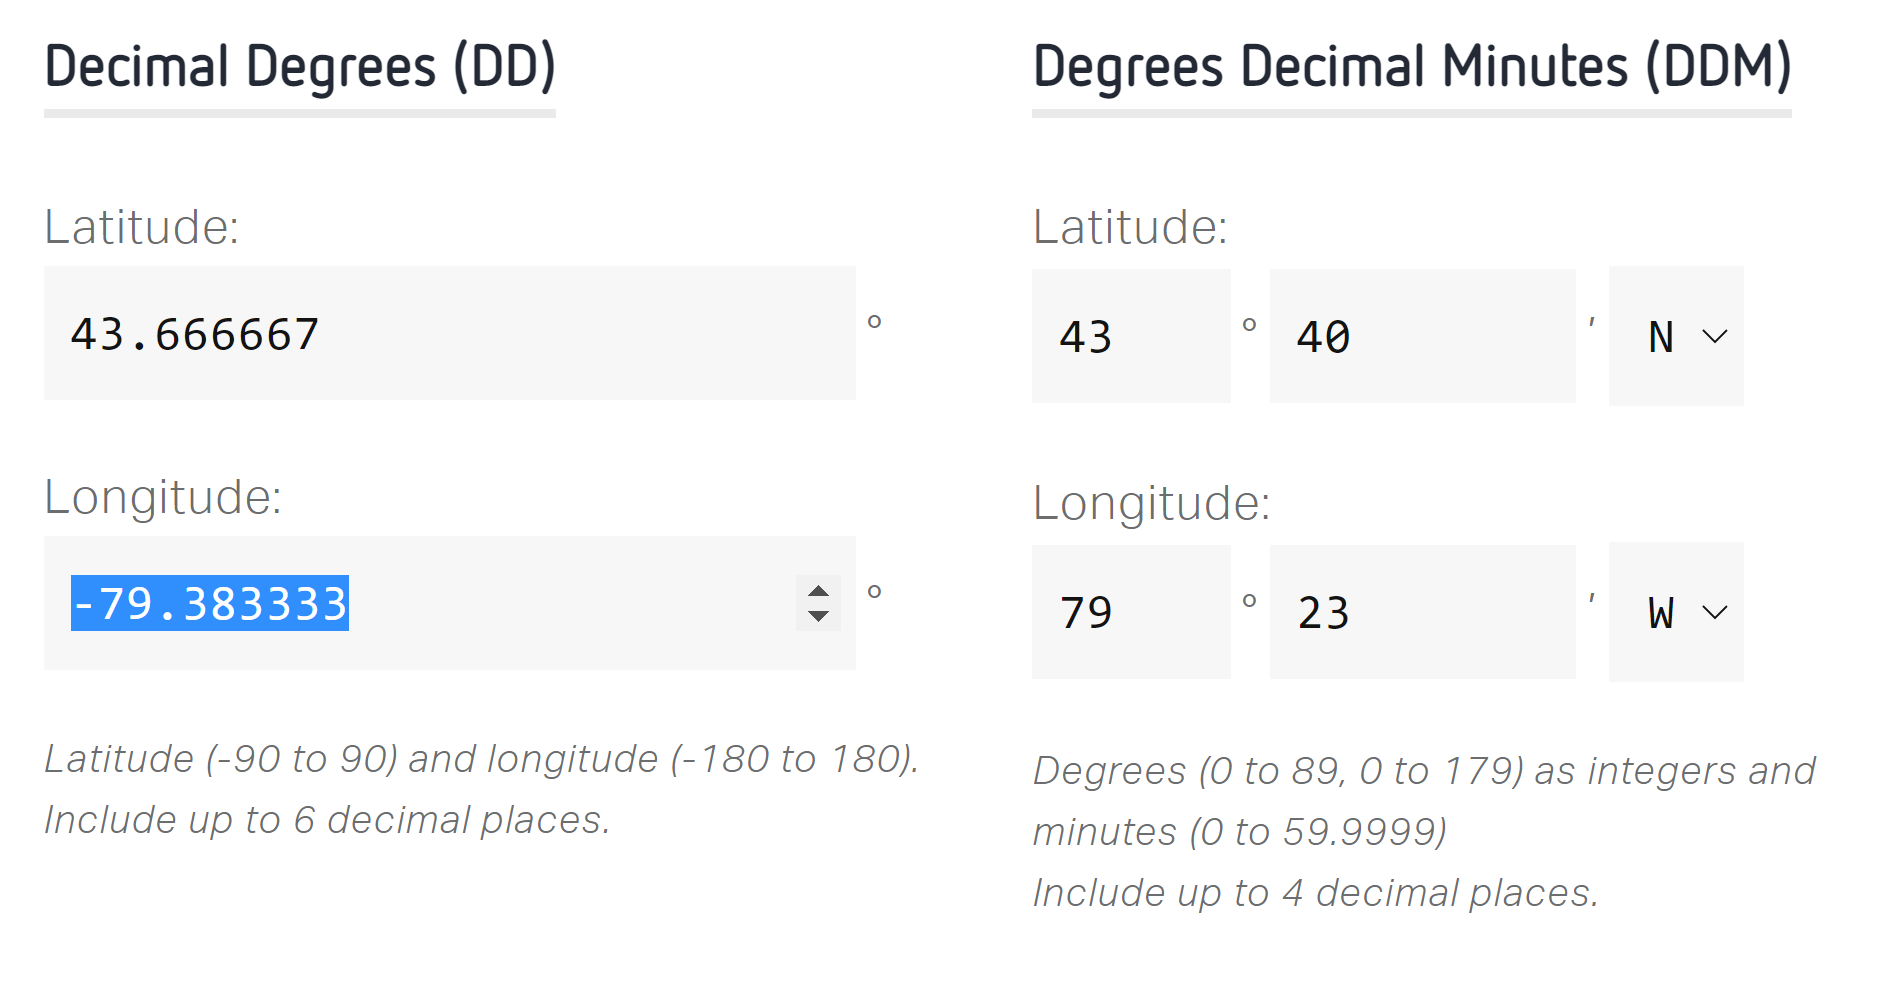 Decimal Degrees (DD)
Latitude:
43.666667 °
Longitude:
-79.383333 °
Latitude (-90 to 90) and longitude (-180 to 180).
Include up to 6 decimal places.
Degrees Decimal Minutes (DDM)
Latitude:
43 ° 40 ′ N
Longitude:
79 ° 23 ′ W
Degrees (0 to 89, 0 to 179) as integers and
minutes (0 to 59.9999)
Include up to 4 decimal places.